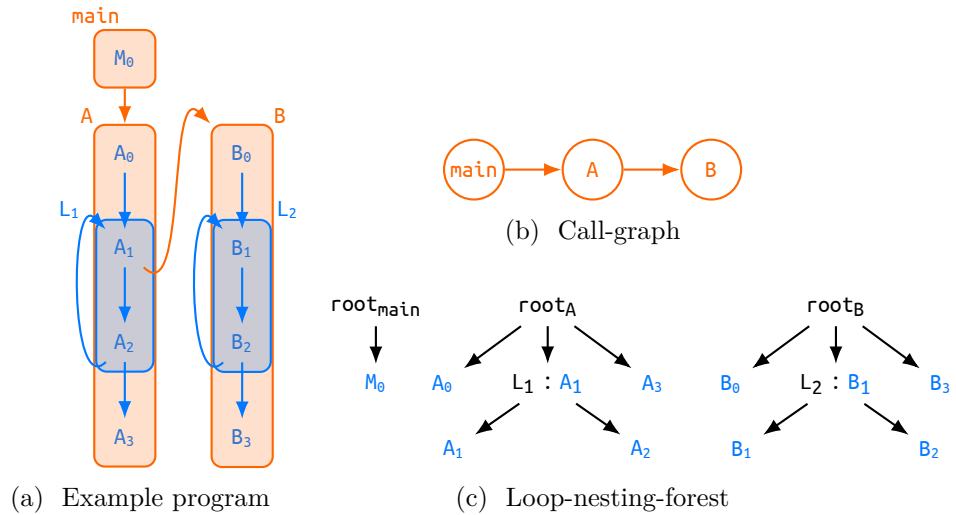 main
M₀
A
B
A₀
B₀
L₁
L₂
A₁
B₁
A₂
B₂
A₃
B₃
(a) Example program
main
A
B
(b) Call-graph
root_main
root_A
root_B
M₀
A₀
L₁ : A₁
A₃
B₀
L₂ : B₁
B₃
A₁
A₂
B₁
B₂
(c) Loop-nesting-forest